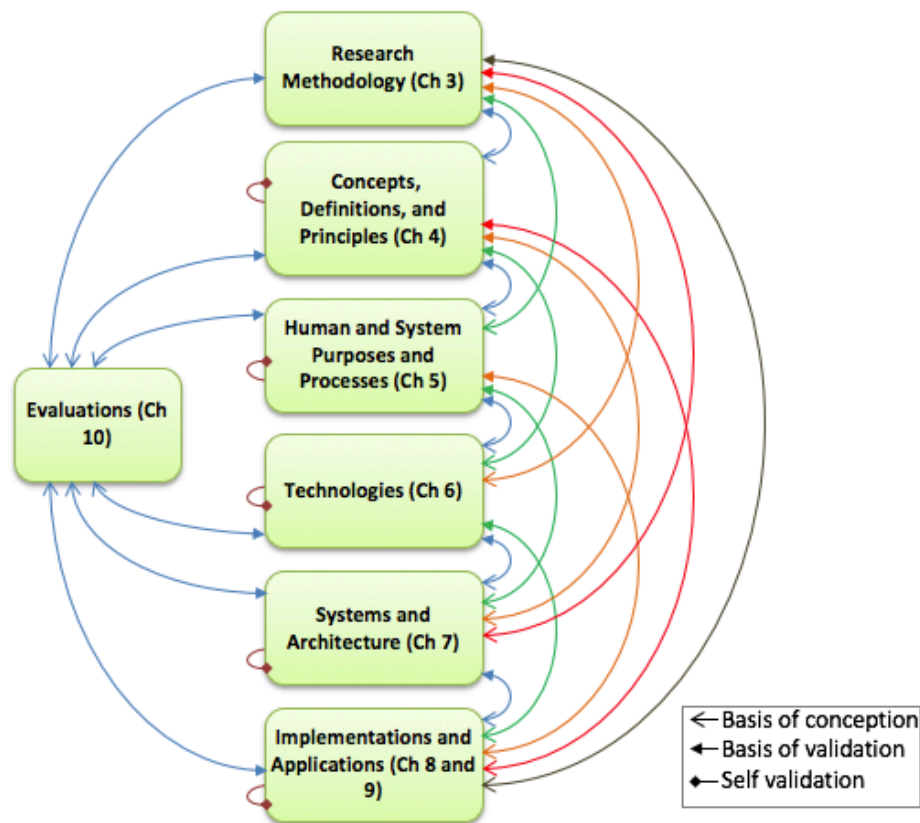 Research
Methodology (Ch 3)
Concepts,
Definitions, and
Principles (Ch 4)
Human and System
Purposes and
Processes (Ch 5)
Evaluations (Ch
10)
Technologies (Ch 6)
Systems and
Architecture (Ch 7)
Implementations and
Applications (Ch 8 and
9)
Basis of conception
Basis of validation
Self validation